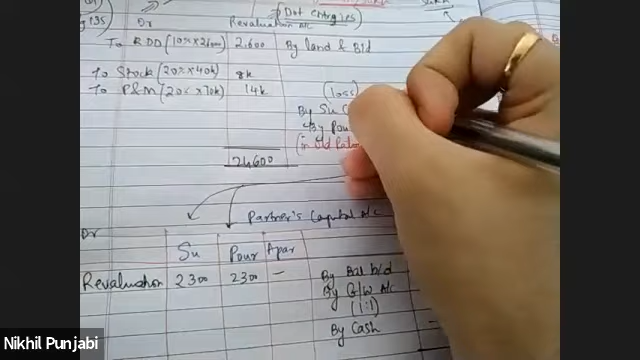 Dr Revaluation A/c
Dot entries
To RDD (10% x 26000) 2,600 By land & Bld
To Stock (20% x 40k) 8k
To P&M (20% x 70k) 14k
(loss)
By Su C
By Pour
(in Old
24600
Partner's Capital A/c
Dr
Su Pour Apar
Revaluation 2300 2300 - By Bal b/d
By G/W A/c
(1:1)
By Cash
Nikhil Punjabi